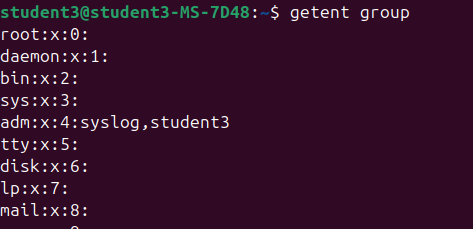 student3@student3-MS-7D48:~$ getent group
root:x:0:
daemon:x:1:
bin:x:2:
sys:x:3:
adm:x:4:syslog,student3
tty:x:5:
disk:x:6:
lp:x:7:
mail:x:8: